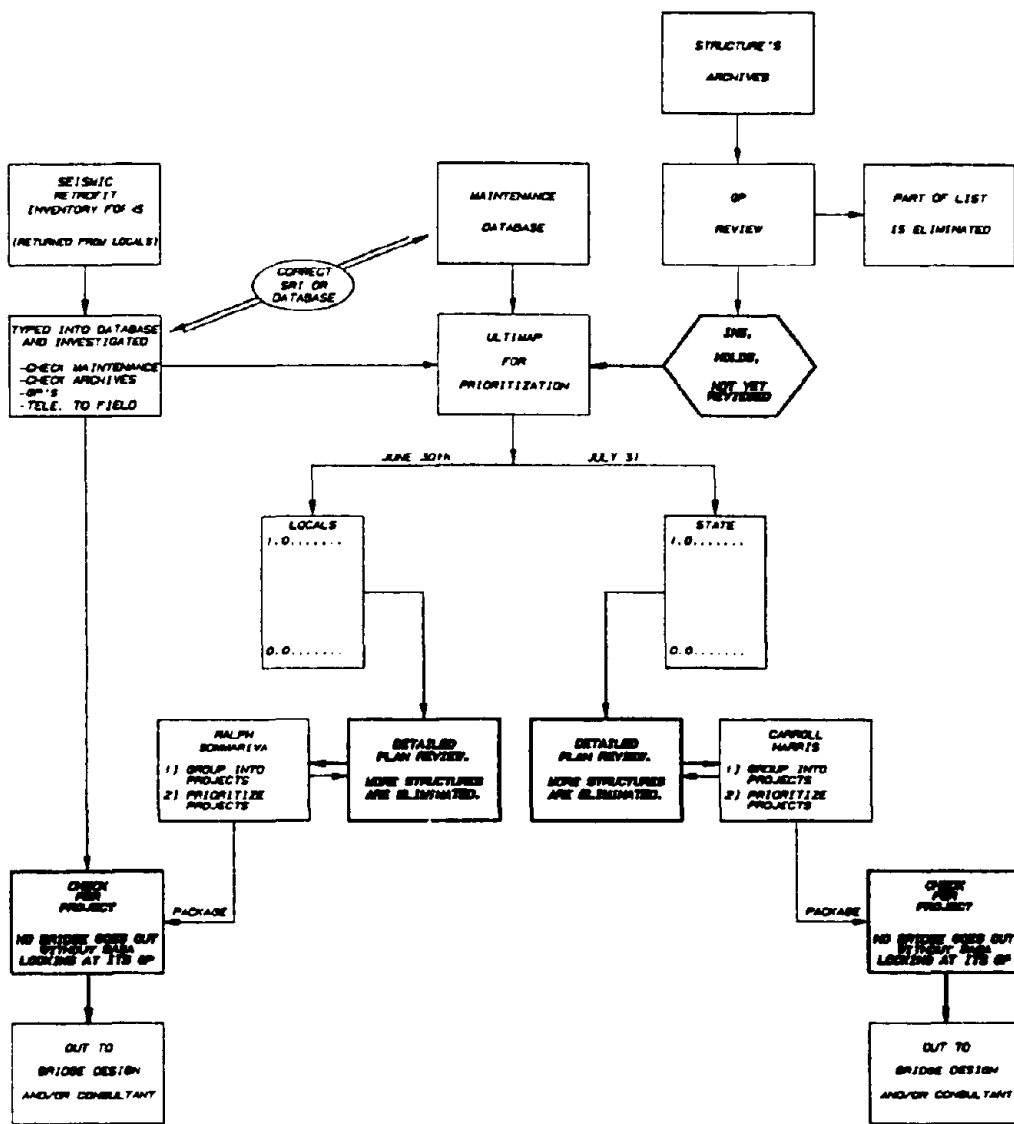 STRUCTURE'S
ARCHIVES
SEISMIC
RETROFIT
INVENTORY FORMS
(RETURNED FROM LOCALS)
MAINTENANCE
DATABASE
GP
REVIEW
PART OF LIST
IS ELIMINATED
CORRECT
SRI OR
DATABASE
TYPED INTO DATABASE
AND INVESTIGATED
-CHECK MAINTENANCE
-CHECK ARCHIVES
-GP'S
-TELE. TO FIELD
ULTIMAP
FOR
PRIORITIZATION
INS,
HOLDS,
NOT YET
REVIEWED
JUNE 30th
JULY 31
LOCALS
1.0.......
0.0.......
STATE
1.0.......
0.0.......
RALPH
SOMMARIVA
1) GROUP INTO
PROJECTS
2) PRIORITIZE
PROJECTS
DETAILED
PLAN REVIEW.
MORE STRUCTURES
ARE ELIMINATED.
DETAILED
PLAN REVIEW.
MORE STRUCTURES
ARE ELIMINATED.
CARROLL
HARRIS
1) GROUP INTO
PROJECTS
2) PRIORITIZE
PROJECTS
CHECK
PER
PROJECT
NO BRIDGE GOES OUT
WITHOUT
LOOKING AT ITS GP
PACKAGE
PACKAGE
CHECK
PER
PROJECT
NO BRIDGE GOES OUT
WITHOUT
LOOKING AT ITS GP
OUT TO
BRIDGE DESIGN
AND/OR CONSULTANT
OUT TO
BRIDGE DESIGN
AND/OR CONSULTANT